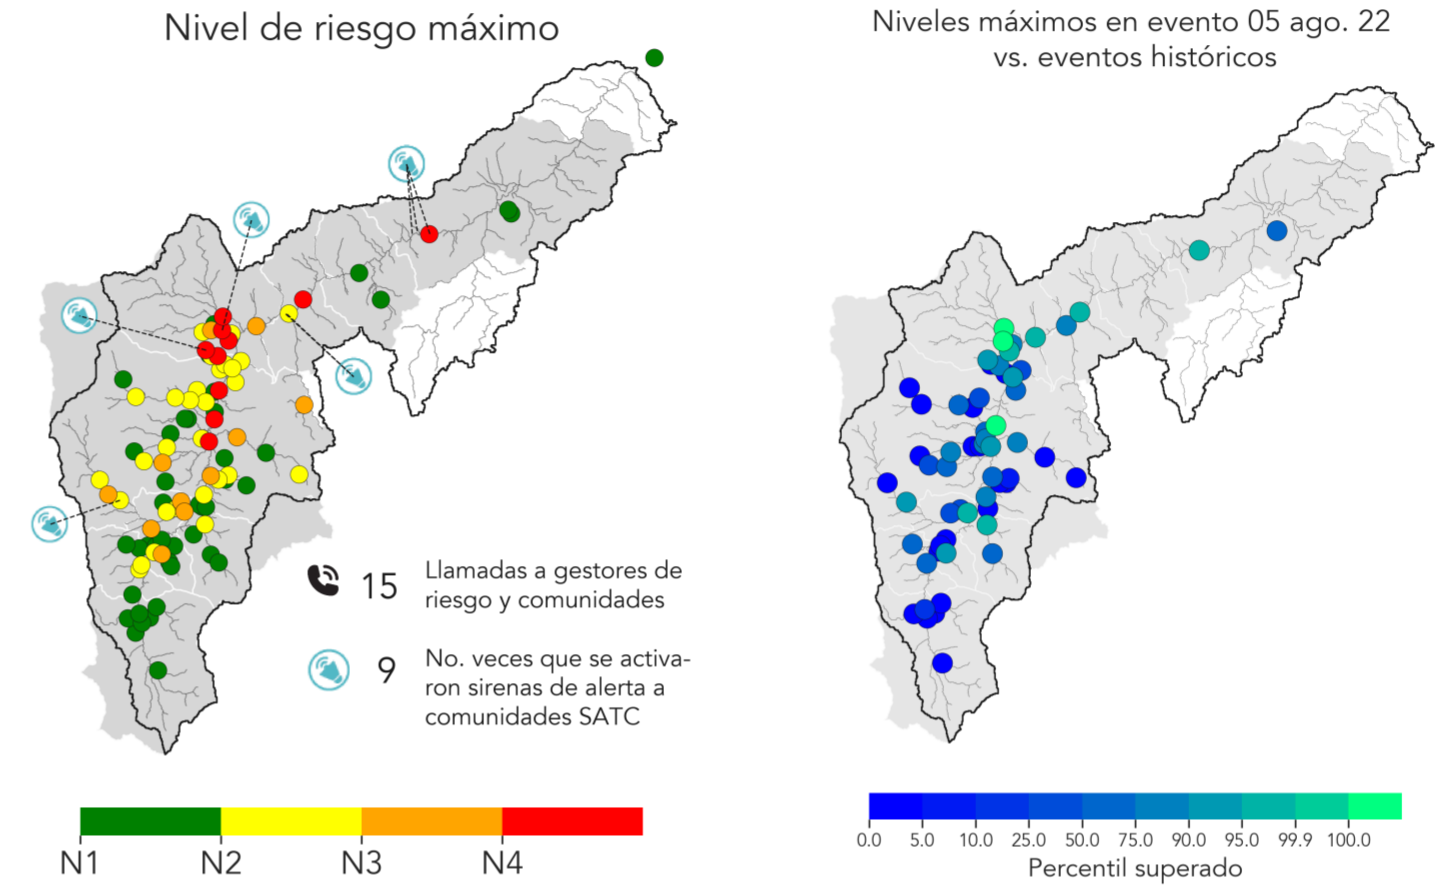 Nivel de riesgo máximo
15
Llamadas a gestores de
riesgo y comunidades
9
No. veces que se activa-
ron sirenas de alerta a
comunidades SATC
N1 N2 N3 N4
Niveles máximos en evento 05 ago. 22
vs. eventos históricos
0.0 5.0 10.0 25.0 50.0 75.0 90.0 95.0 99.9 100.0
Percentil superado